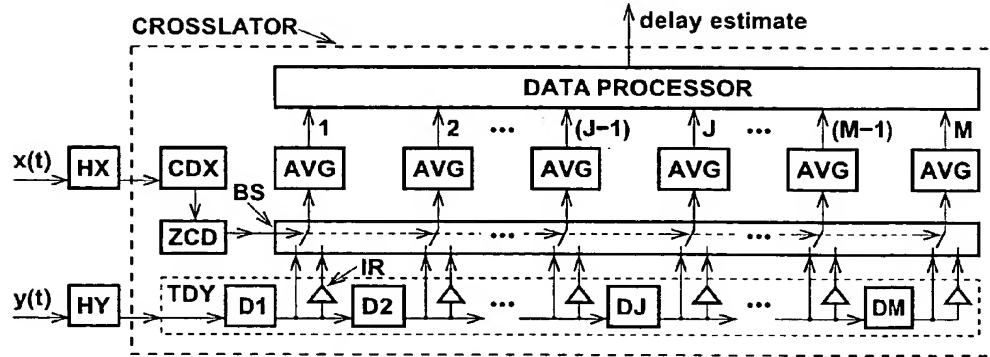 delay estimate
CROSSLATOR
DATA PROCESSOR
1 2 ••• (J–1) J ••• (M–1) M
x(t) HX CDX AVG AVG AVG AVG AVG AVG
BS
ZCD ••• •••
IR
TDY
y(t) HY D1 D2 ••• DJ ••• DM